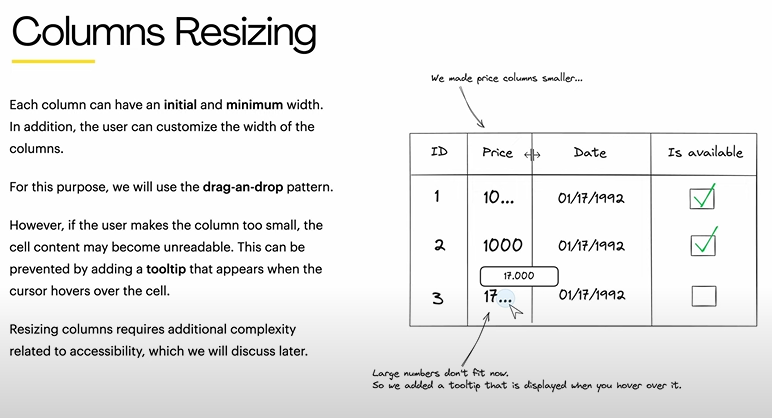 Columns Resizing
Each column can have an initial and minimum width.
In addition, the user can customize the width of the
columns.
For this purpose, we will use the drag-an-drop pattern.
However, if the user makes the column too small, the
cell content may become unreadable. This can be
prevented by adding a tooltip that appears when the
cursor hovers over the cell.
Resizing columns requires additional complexity
related to accessibility, which we will discuss later.
We made price columns smaller...
ID Price Date Is available
1 10... 01/17/1992
2 1000 01/17/1992
17.000
3 17... 01/17/1992
Large numbers don't fit now.
So we added a tooltip that is displayed when you hover over it.